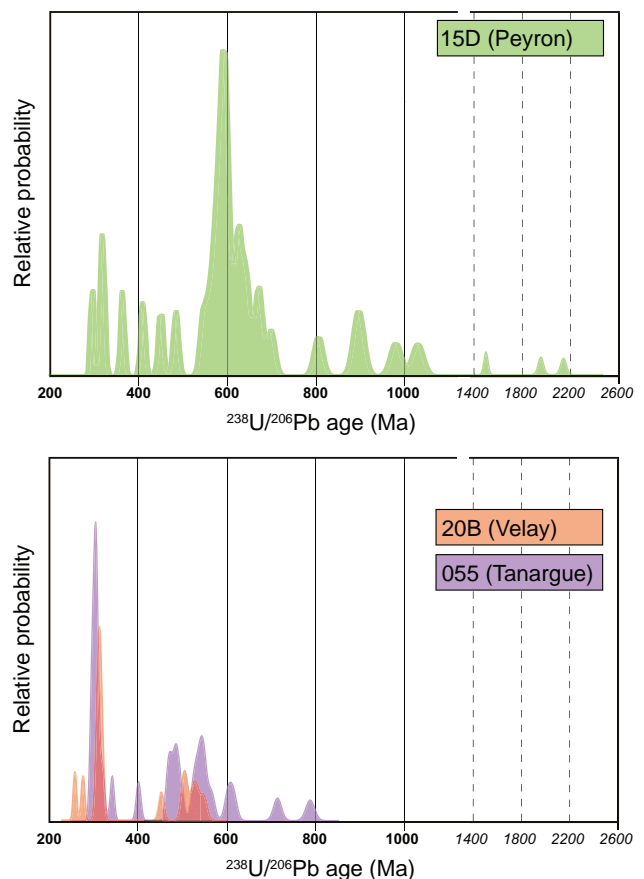 15D (Peyron)
Relative probability
200 400 600 800 1000 1400 1800 2200 2600
²³⁸U/²⁰⁶Pb age (Ma)
20B (Velay)
055 (Tanargue)
Relative probability
200 400 600 800 1000 1400 1800 2200 2600
²³⁸U/²⁰⁶Pb age (Ma)